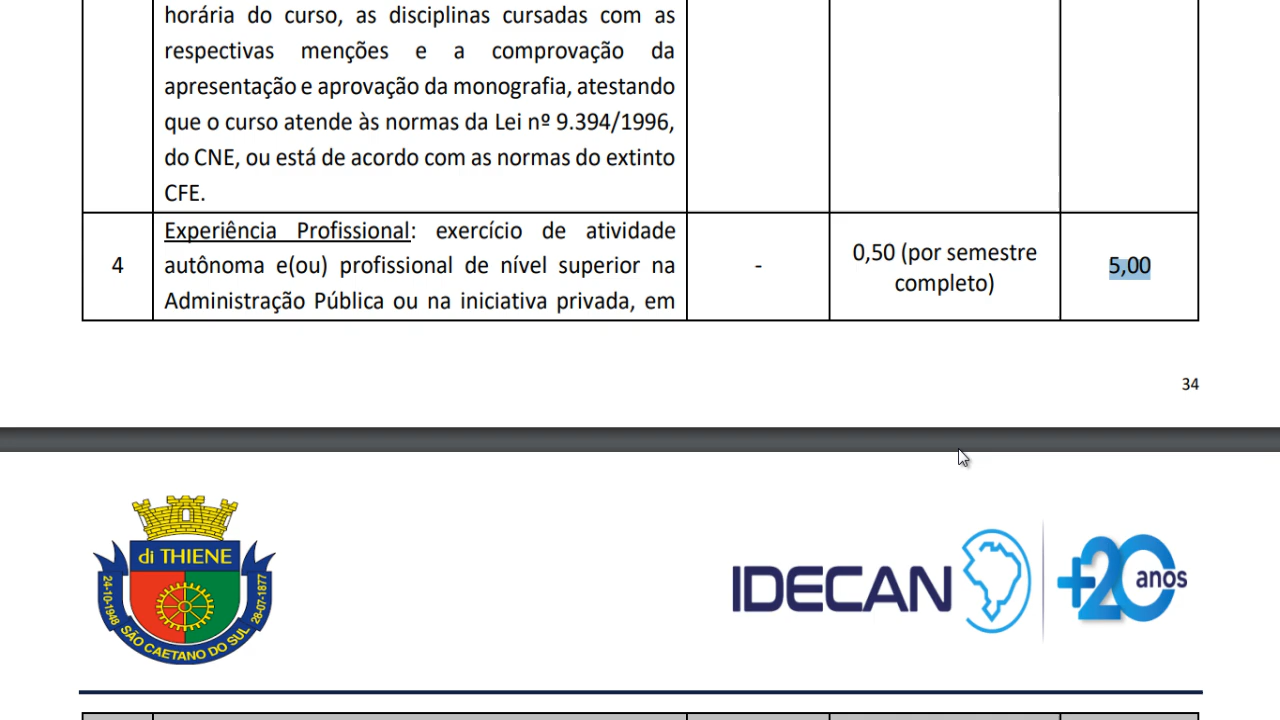 horária do curso, as disciplinas cursadas com as
respectivas menções e a comprovação da
apresentação e aprovação da monografia, atestando
que o curso atende às normas da Lei nº 9.394/1996,
do CNE, ou está de acordo com as normas do extinto
CFE.
4
Experiência Profissional: exercício de atividade
autônoma e(ou) profissional de nível superior na
Administração Pública ou na iniciativa privada, em
-
0,50 (por semestre
completo)
5,00
34
di THIENE
24-10-1948
28-07-1877
SÃO CAETANO DO SUL
IDECAN
+20 anos